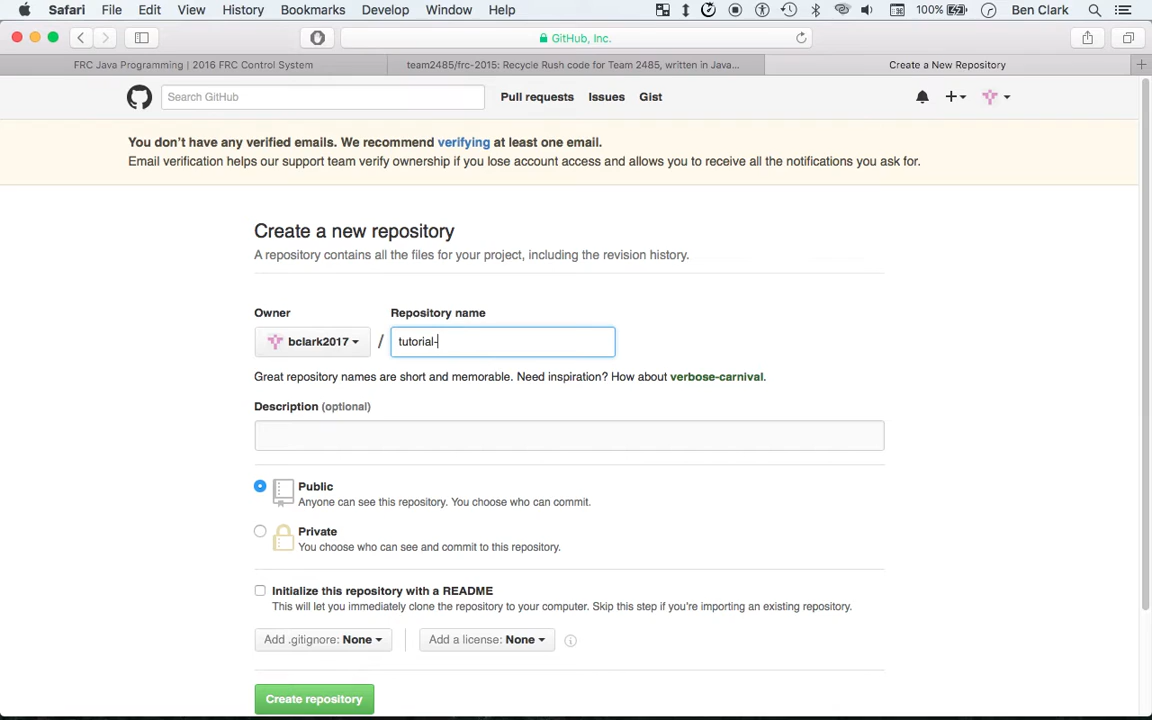 Safari File Edit View History Bookmarks Develop Window Help 100% Ben Clark
GitHub, Inc.
FRC Java Programming | 2016 FRC Control System
team2485/frc-2015: Recycle Rush code for Team 2485, written in Java...
Create a New Repository
Search GitHub
Pull requests Issues Gist
You don't have any verified emails. We recommend verifying at least one email.
Email verification helps our support team verify ownership if you lose account access and allows you to receive all the notifications you ask for.
Create a new repository
A repository contains all the files for your project, including the revision history.
Owner Repository name
bclark2017 / tutorial-
Great repository names are short and memorable. Need inspiration? How about verbose-carnival.
Description (optional)
Public
Anyone can see this repository. You choose who can commit.
Private
You choose who can see and commit to this repository.
Initialize this repository with a README
This will let you immediately clone the repository to your computer. Skip this step if you're importing an existing repository.
Add .gitignore: None Add a license: None
Create repository